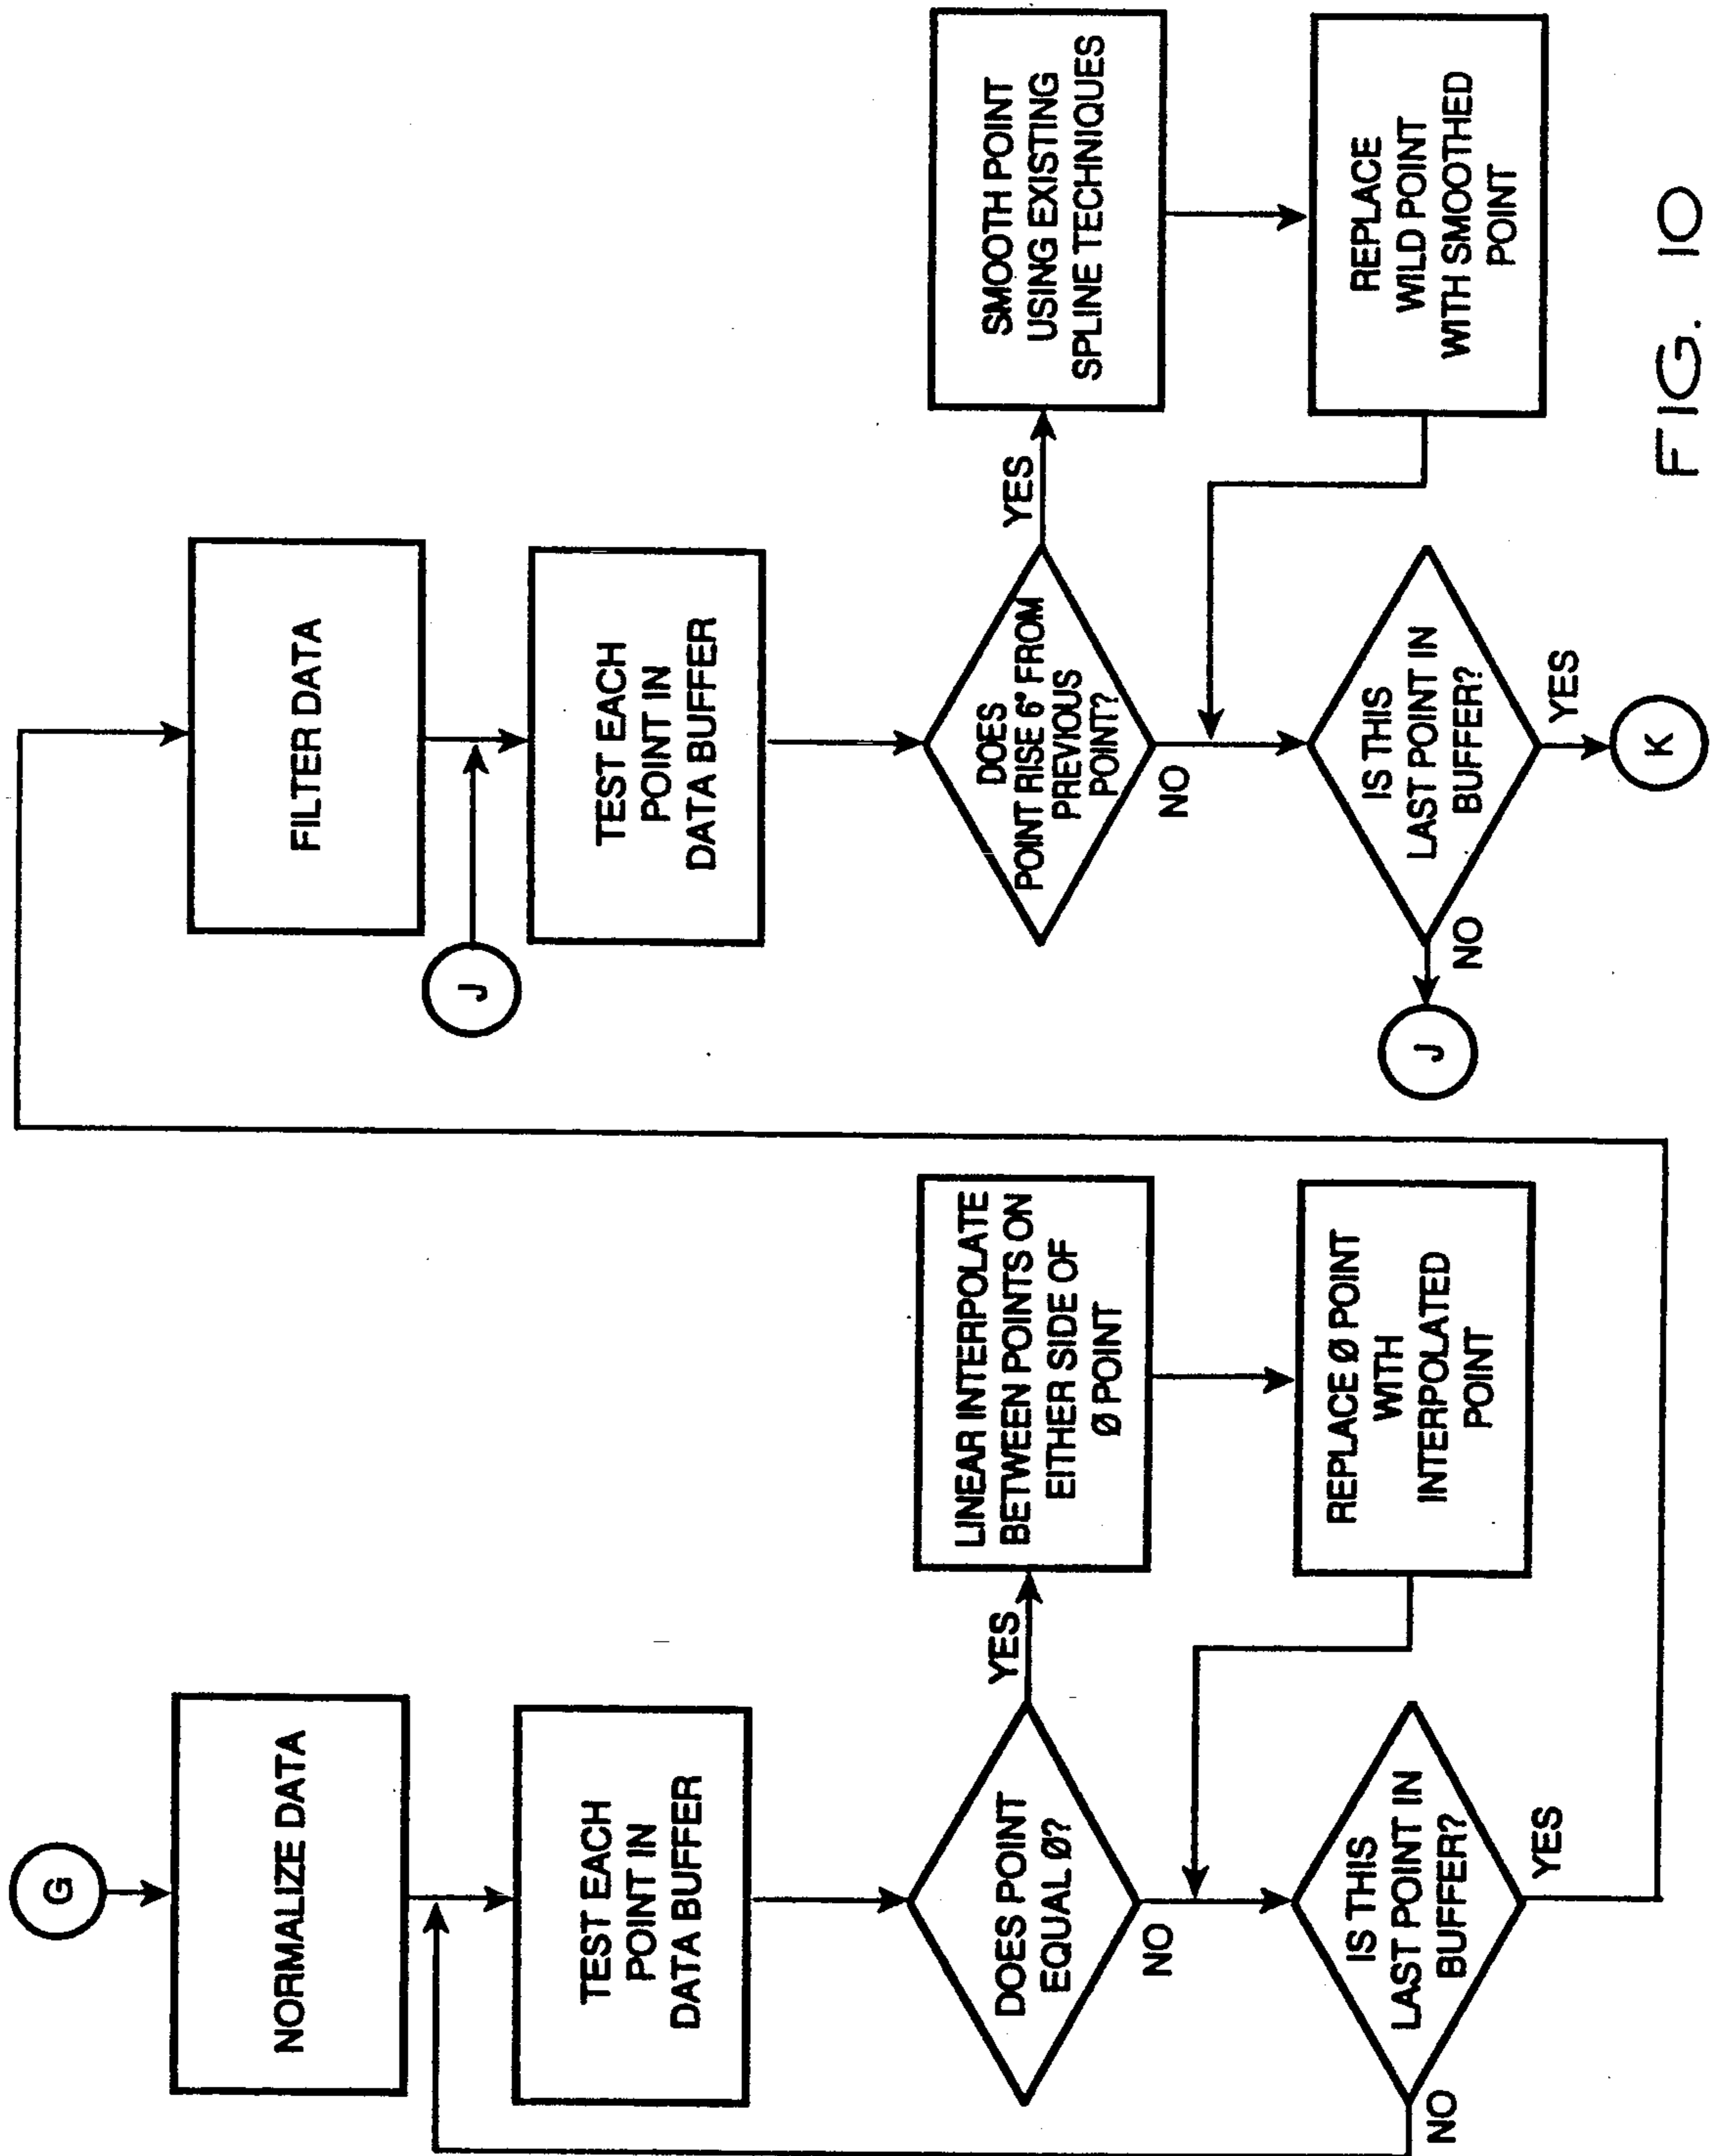 G
NORMALIZE DATA
TEST EACH
POINT IN
DATA BUFFER
DOES POINT
EQUAL Ø?
YES
NO
LINEAR INTERPOLATE
BETWEEN POINTS ON
EITHER SIDE OF
Ø POINT
REPLACE Ø POINT
WITH
INTERPOLATED
POINT
IS THIS
LAST POINT IN
BUFFER?
NO
YES
FILTER DATA
J
TEST EACH
POINT IN
DATA BUFFER
DOES
POINT RISE 6° FROM
PREVIOUS
POINT?
YES
NO
SMOOTH POINT
USING EXISTING
SPLINE TECHNIQUES
REPLACE
WILD POINT
WITH SMOOTHED
POINT
IS THIS
LAST POINT IN
BUFFER?
NO
J
YES
K
FIG. 10